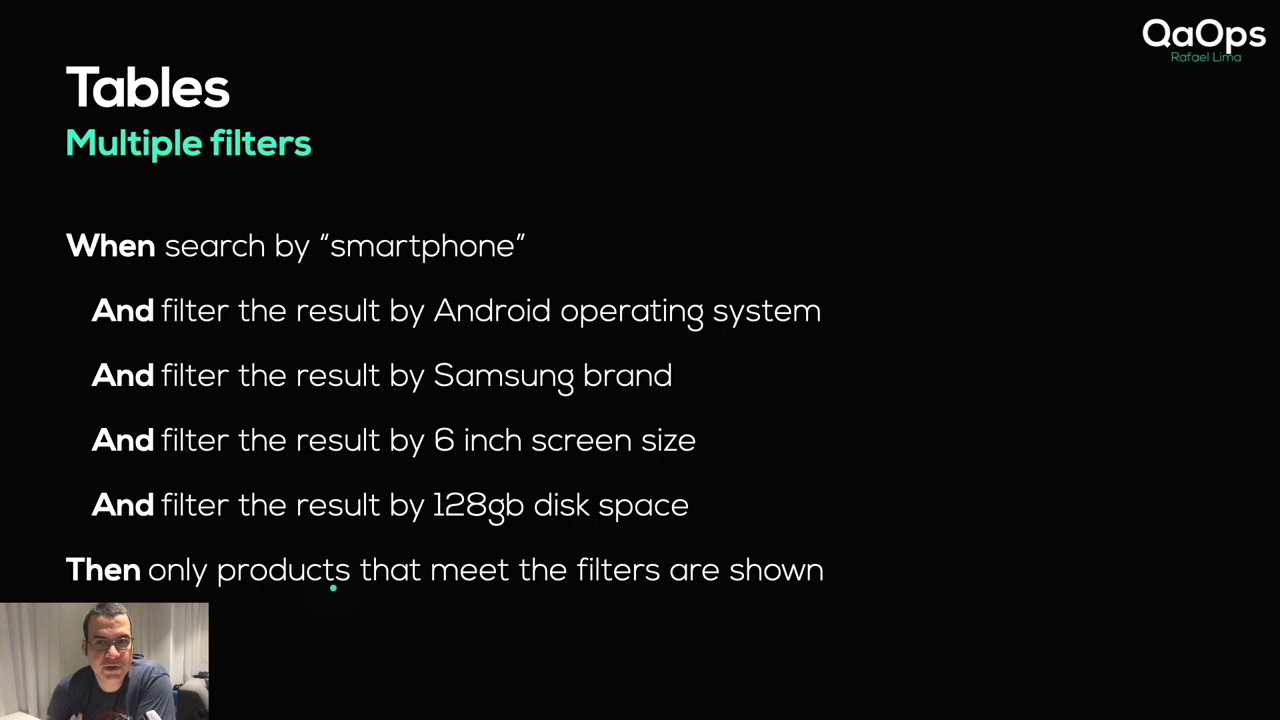 QaOps
Rafael Lima
Tables
Multiple filters
When search by “smartphone”
And filter the result by Android operating system
And filter the result by Samsung brand
And filter the result by 6 inch screen size
And filter the result by 128gb disk space
Then only products that meet the filters are shown